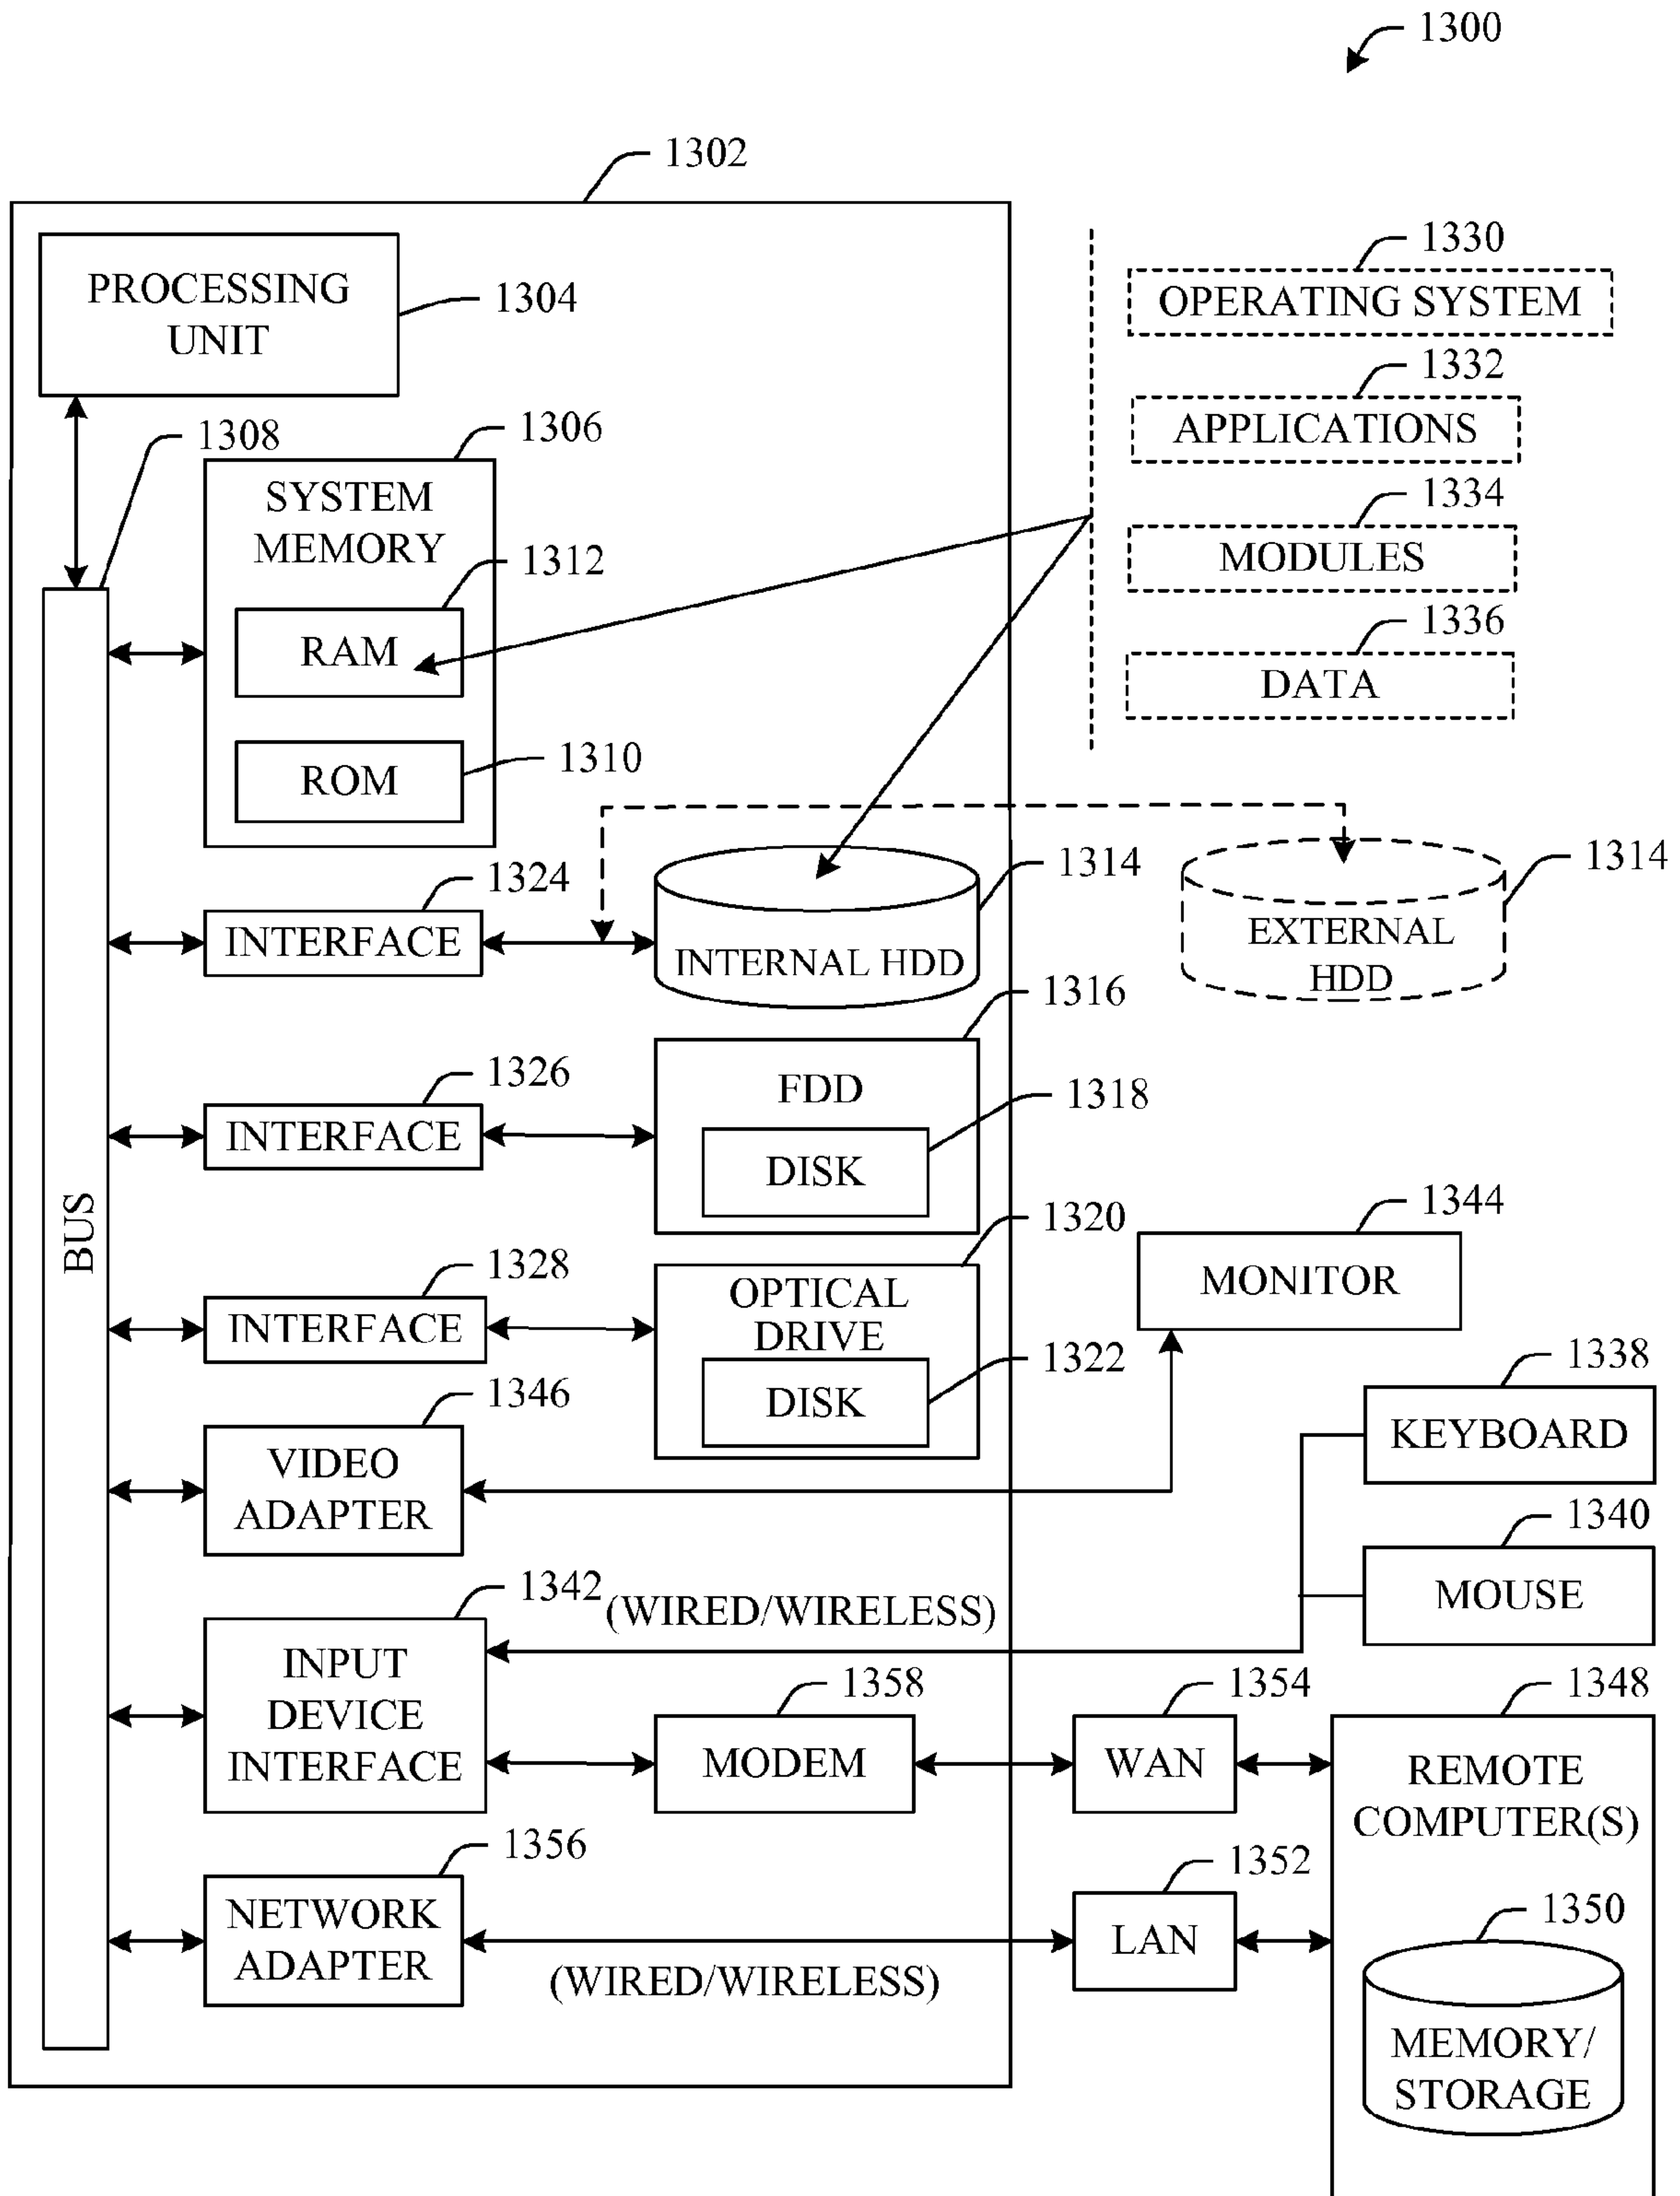 1300
1302
PROCESSING
UNIT
1304
1330
OPERATING SYSTEM
1332
APPLICATIONS
1334
MODULES
1336
DATA
1308
1306
SYSTEM
MEMORY
1312
RAM
1310
ROM
1324
INTERFACE
1314
INTERNAL HDD
1314
EXTERNAL
HDD
1316
FDD
1326
INTERFACE
1318
DISK
BUS
1320
OPTICAL
DRIVE
1328
INTERFACE
1322
DISK
1344
MONITOR
1346
VIDEO
ADAPTER
1338
KEYBOARD
1340
MOUSE
1342
(WIRED/WIRELESS)
INPUT
DEVICE
INTERFACE
1358
MODEM
1354
WAN
1348
REMOTE
COMPUTER(S)
1356
NETWORK
ADAPTER
(WIRED/WIRELESS)
1352
LAN
1350
MEMORY/
STORAGE